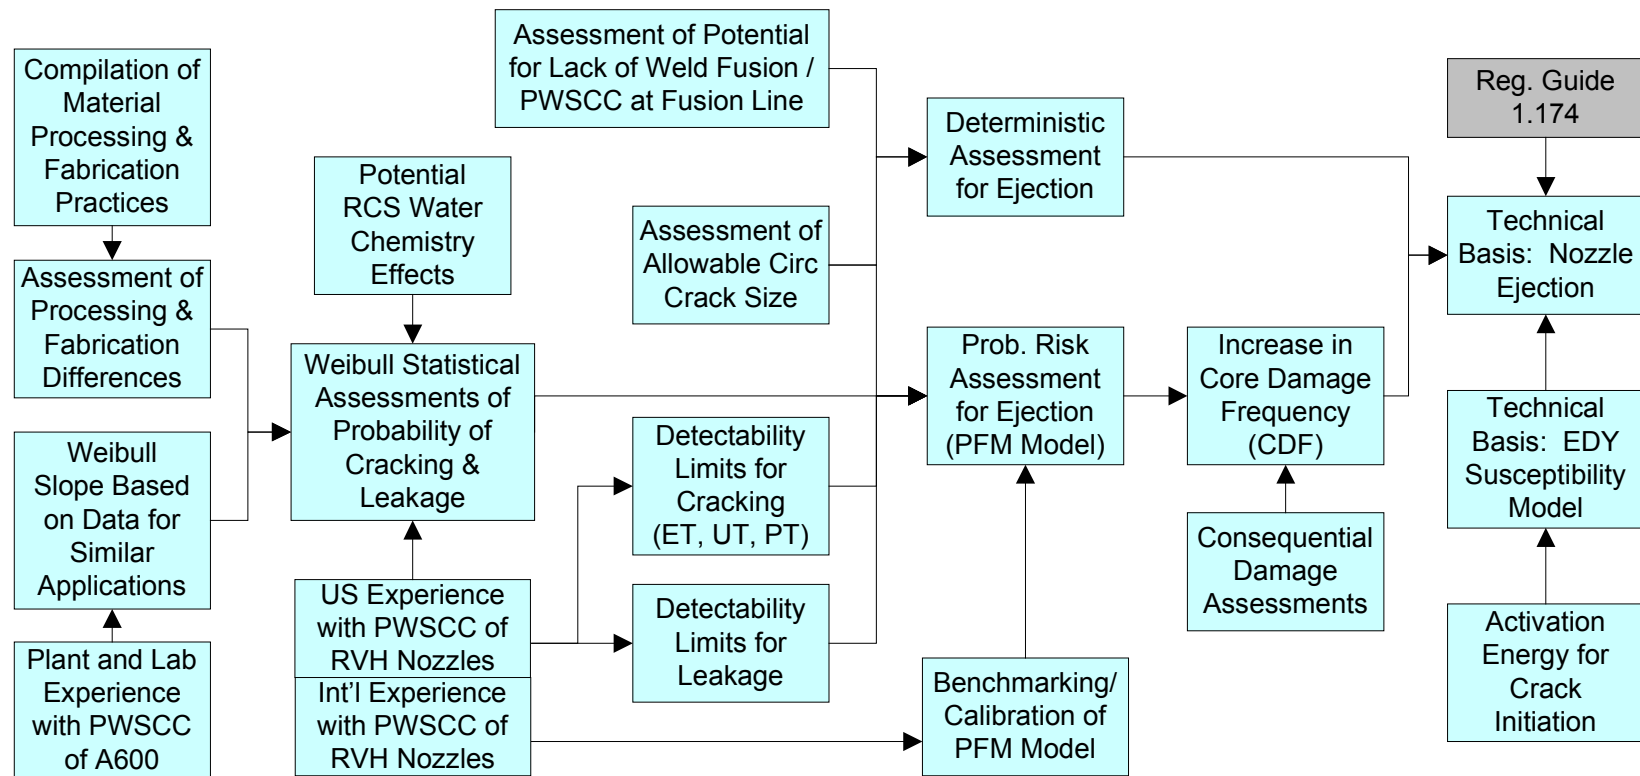 Compilation of
Material
Processing &
Fabrication
Practices
Assessment of
Processing &
Fabrication
Differences
Weibull
Slope Based
on Data for
Similar
Applications
Plant and Lab
Experience
with PWSCC
of A600
Potential
RCS Water
Chemistry
Effects
Weibull Statistical
Assessments of
Probability of
Cracking &
Leakage
US Experience
with PWSCC of
RVH Nozzles
Int'l Experience
with PWSCC of
RVH Nozzles
Assessment of Potential
for Lack of Weld Fusion /
PWSCC at Fusion Line
Assessment of
Allowable Circ
Crack Size
Detectability
Limits for
Cracking
(ET, UT, PT)
Detectability
Limits for
Leakage
Deterministic
Assessment
for Ejection
Prob. Risk
Assessment
for Ejection
(PFM Model)
Benchmarking/
Calibration of
PFM Model
Increase in
Core Damage
Frequency
(CDF)
Consequential
Damage
Assessments
Reg. Guide
1.174
Technical
Basis: Nozzle
Ejection
Technical
Basis: EDY
Susceptibility
Model
Activation
Energy for
Crack
Initiation